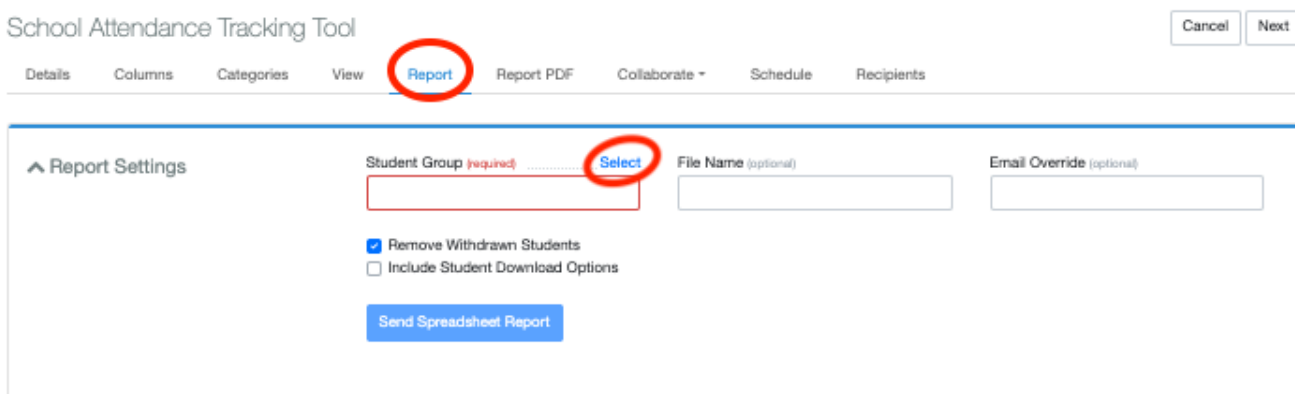 School Attendance Tracking Tool
Cancel Next
Details Columns Categories View Report Report PDF Collaborate Schedule Recipients
Report Settings
Student Group (required) Select File Name (optional) Email Override (optional)
Remove Withdrawn Students
Include Student Download Options
Send Spreadsheet Report